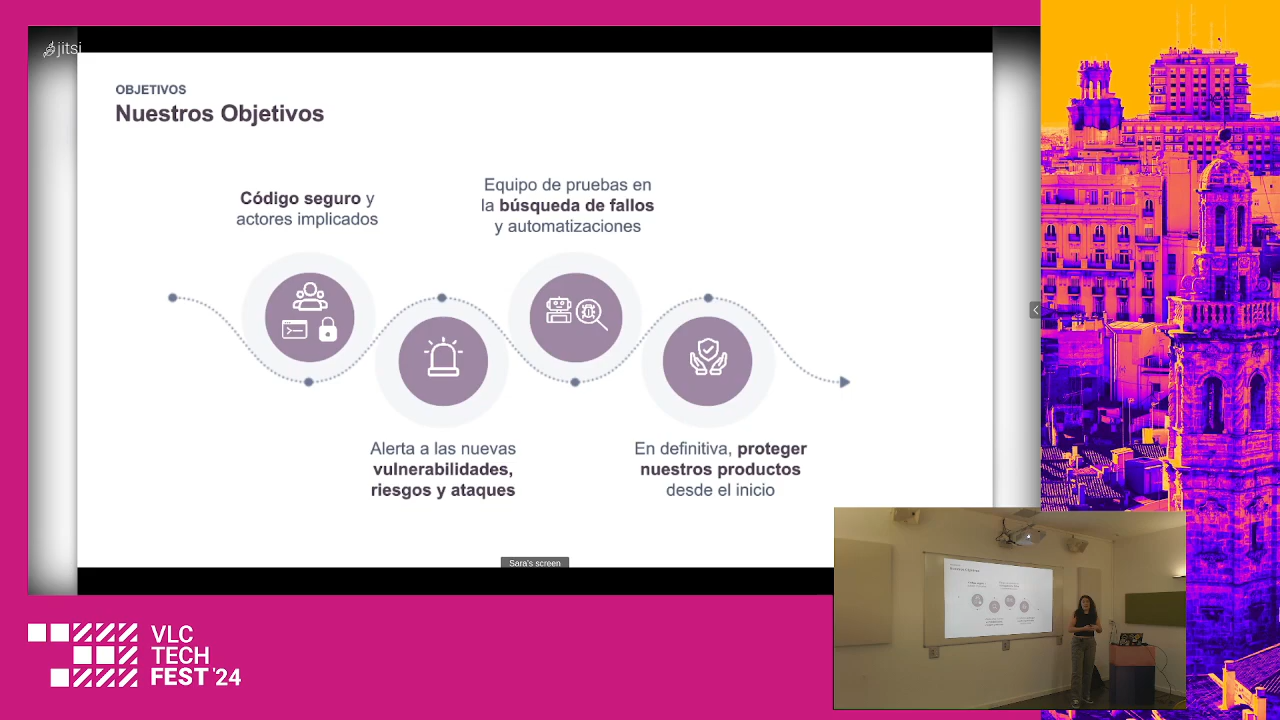 jitsi
OBJETIVOS
Nuestros Objetivos
Código seguro y
actores implicados
Equipo de pruebas en
la búsqueda de fallos
y automatizaciones
Alerta a las nuevas
vulnerabilidades,
riesgos y ataques
En definitiva, proteger
nuestros productos
desde el inicio
Sara's screen
VLC
TECH
FEST'24